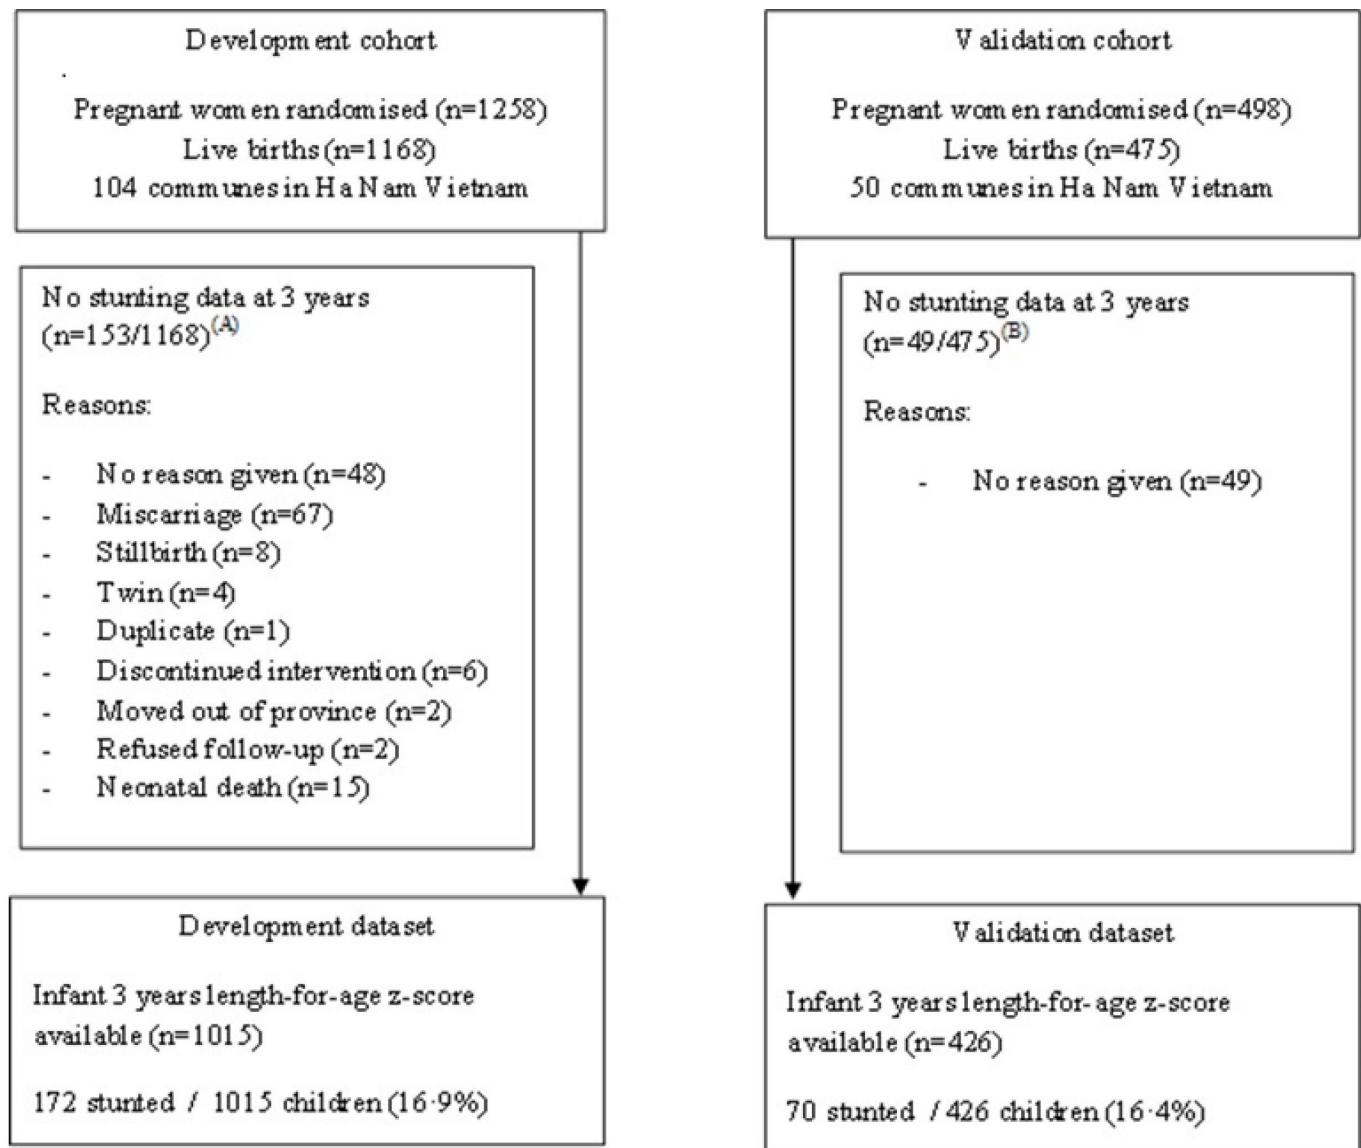 Development cohort
Pregnant women randomised (n=1258)
Live births (n=1168)
104 communes in Ha Nam Vietnam
No stunting data at 3 years
(n=153/1168)(A)
Reasons:
- No reason given (n=48)
- Miscarriage (n=67)
- Stillbirth (n=8)
- Twin (n=4)
- Duplicate (n=1)
- Discontinued intervention (n=6)
- Moved out of province (n=2)
- Refused follow-up (n=2)
- Neonatal death (n=15)
Development dataset
Infant 3 years length-for-age z-score
available (n=1015)
172 stunted / 1015 children (16·9%)
Validation cohort
Pregnant women randomised (n=498)
Live births (n=475)
50 communes in Ha Nam Vietnam
No stunting data at 3 years
(n=49/475)(B)
Reasons:
- No reason given (n=49)
Validation dataset
Infant 3 years length-for-age z-score
available (n=426)
70 stunted / 426 children (16·4%)